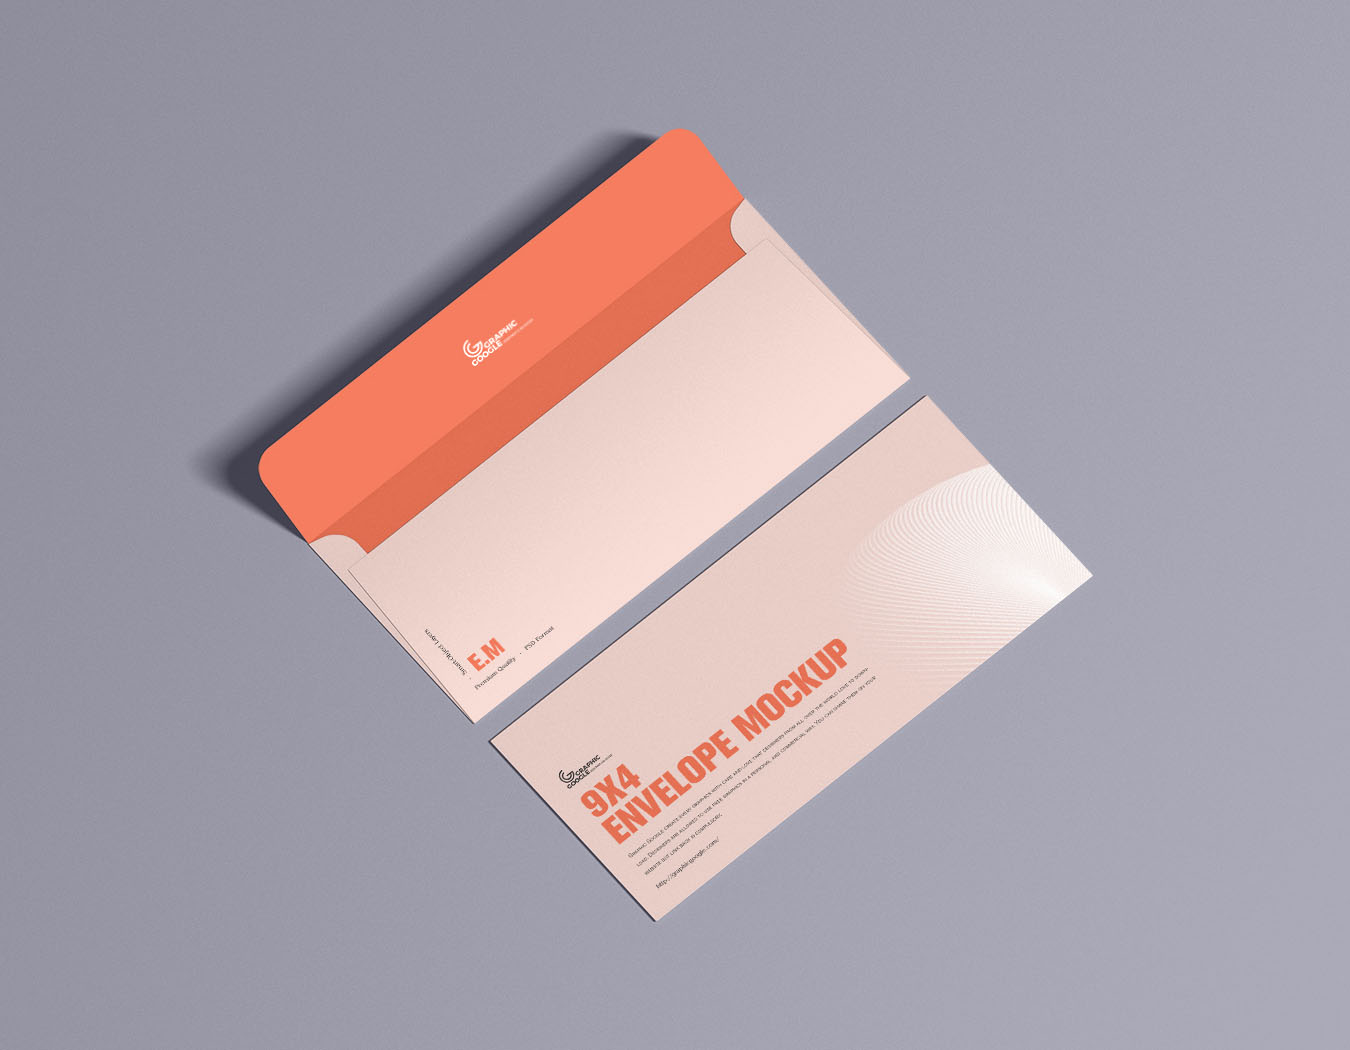 GRAPHIC
GOOGLE
Smart-Object Layers
E.M
Premium Quality • PSD Format
GRAPHIC
GOOGLE
9X4
ENVELOPE MOCKUP
Graphic Google create every graphics with care and love that designers from all over the world love to down-
load. Designers are allowed to use free graphics in a personal and commercial way. You can share them on your
website but link back is compulsory.
http://graphicgoogle.com/